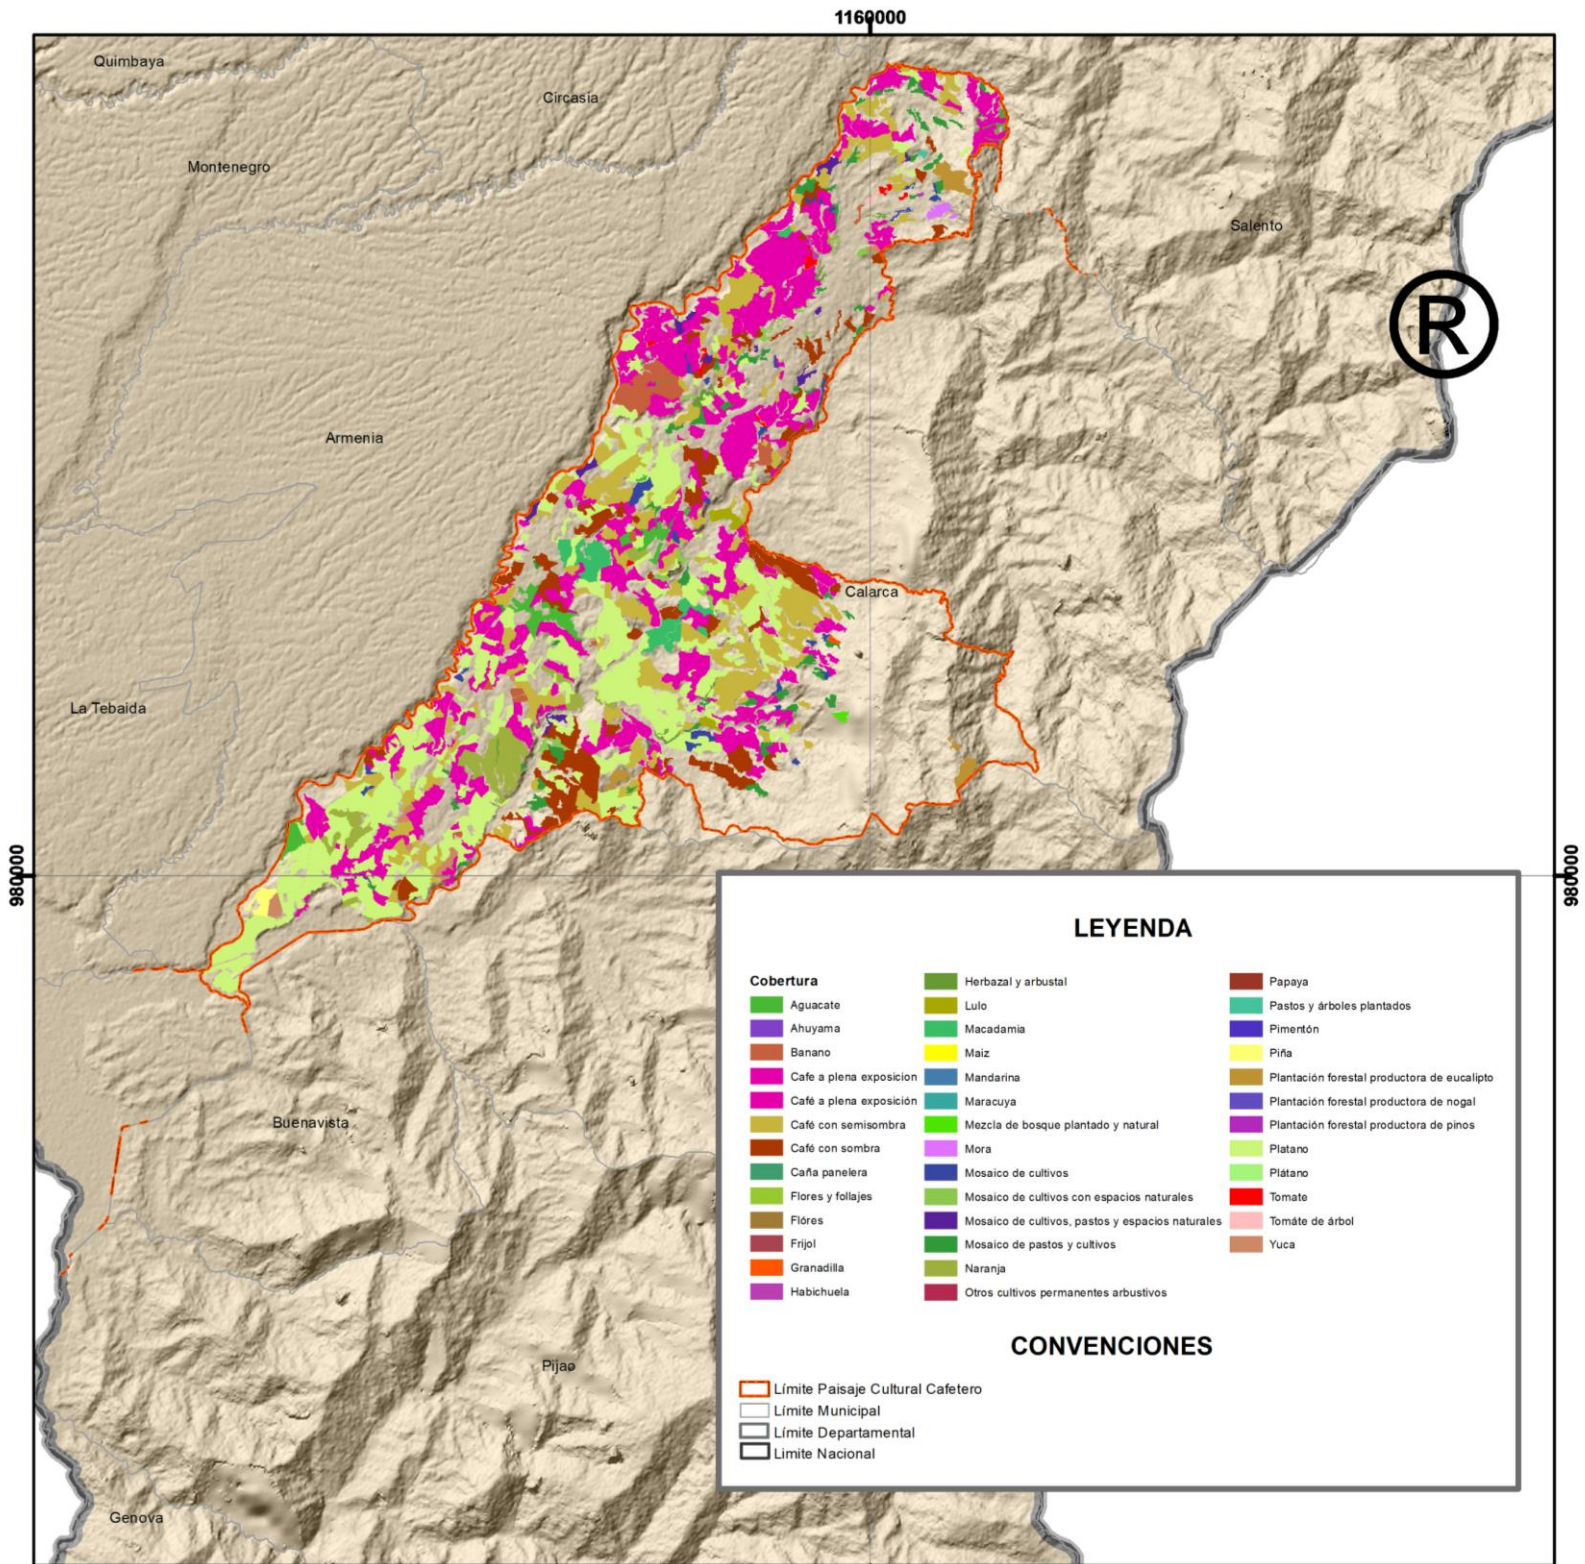 1160000
Quimbaya
Circasia
Montenegro
Salento
®
Armenia
Calarca
La Tebaida
980000
980000
LEYENDA
Cobertura
Aguacate
Ahuyama
Banano
Cafe a plena exposicion
Café a plena exposición
Café con semisombra
Café con sombra
Caña panelera
Flores y follajes
Flóres
Frijol
Granadilla
Habichuela
Herbazal y arbustal
Lulo
Macadamia
Maiz
Mandarina
Maracuya
Mezcla de bosque plantado y natural
Mora
Mosaico de cultivos
Mosaico de cultivos con espacios naturales
Mosaico de cultivos, pastos y espacios naturales
Mosaico de pastos y cultivos
Naranja
Otros cultivos permanentes arbustivos
Papaya
Pastos y árboles plantados
Pimentón
Piña
Plantación forestal productora de eucalipto
Plantación forestal productora de nogal
Plantación forestal productora de pinos
Platano
Plátano
Tomate
Tomáte de árbol
Yuca
CONVENCIONES
Límite Paisaje Cultural Cafetero
Límite Municipal
Límite Departamental
Limite Nacional
Buenavista
Pijao
Genova